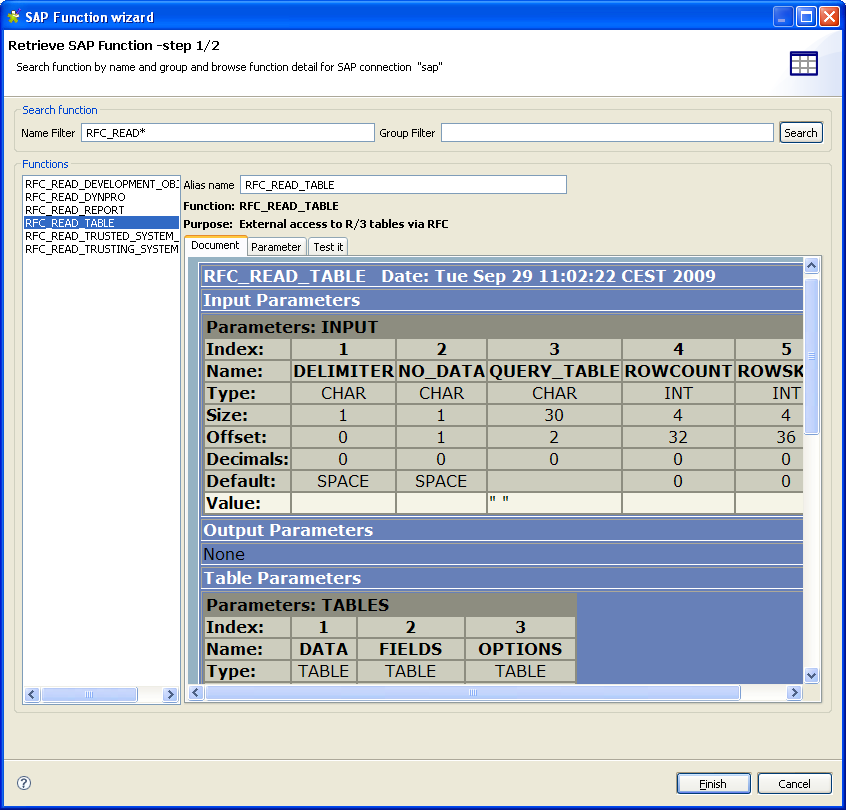 SAP Function wizard
Retrieve SAP Function -step 1/2
Search function by name and group and browse function detail for SAP connection "sap"
Search function
Name Filter RFC_READ* Group Filter Search
Functions
RFC_READ_DEVELOPMENT_OBJ
RFC_READ_DYNPRO
RFC_READ_REPORT
RFC_READ_TABLE
RFC_READ_TRUSTED_SYSTEM_
RFC_READ_TRUSTING_SYSTEM
Alias name RFC_READ_TABLE
Function: RFC_READ_TABLE
Purpose: External access to R/3 tables via RFC
Document Parameter Test it
RFC_READ_TABLE Date: Tue Sep 29 11:02:22 CEST 2009
Input Parameters
Parameters: INPUT
Index: 1 2 3 4 5
Name: DELIMITER NO_DATA QUERY_TABLE ROWCOUNT ROWSK
Type: CHAR CHAR CHAR INT INT
Size: 1 1 30 4 4
Offset: 0 1 2 32 36
Decimals: 0 0 0 0 0
Default: SPACE SPACE 0 0
Value: " "
Output Parameters
None
Table Parameters
Parameters: TABLES
Index: 1 2 3
Name: DATA FIELDS OPTIONS
Type: TABLE TABLE TABLE
? Finish Cancel